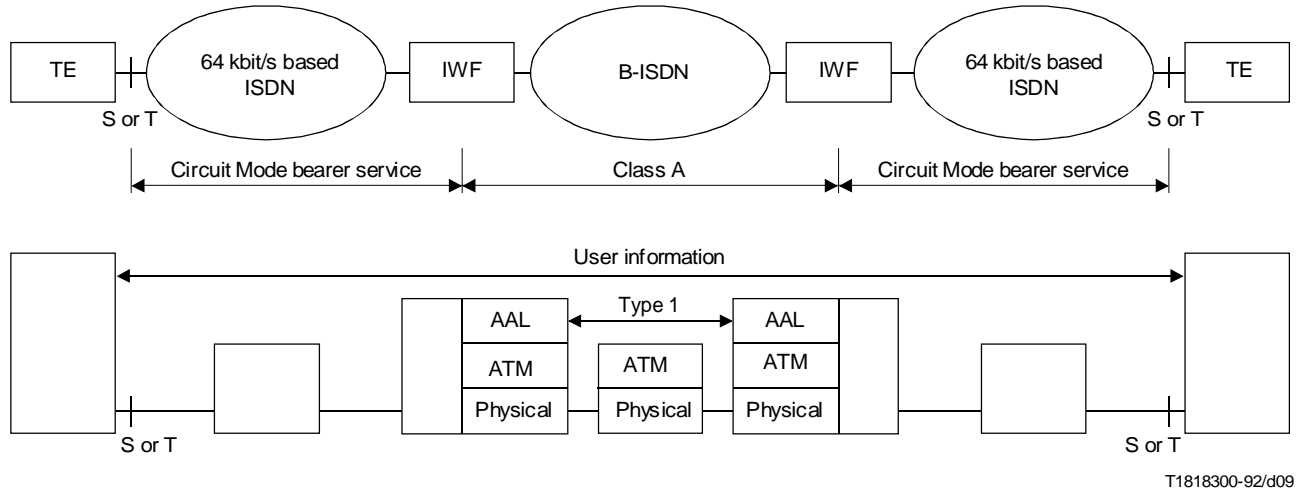 TE
64 kbit/s based
ISDN
IWF
B-ISDN
IWF
64 kbit/s based
ISDN
TE
S or T
S or T
Circuit Mode bearer service
Class A
Circuit Mode bearer service
User information
AAL
Type 1
AAL
ATM
ATM
ATM
Physical
Physical
Physical
S or T
S or T
T1818300-92/d09